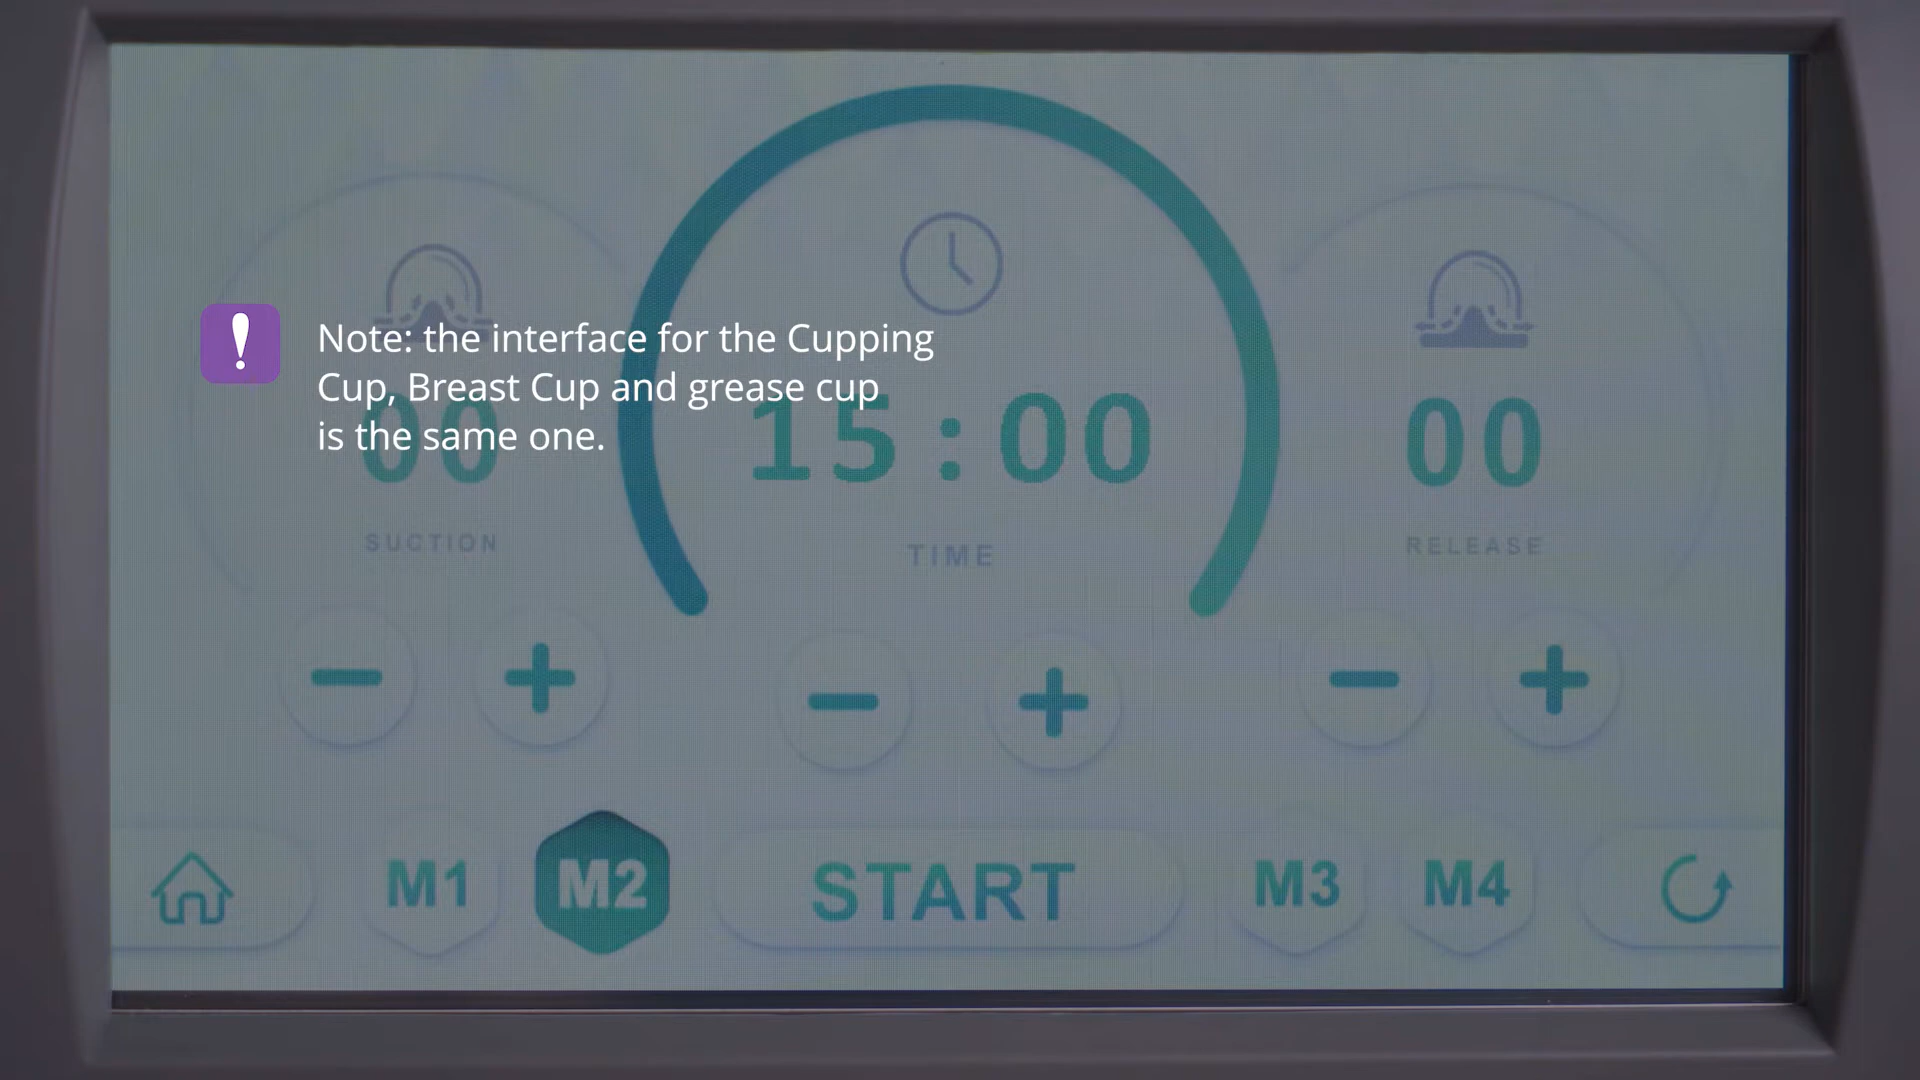 Note: the interface for the Cupping
Cup, Breast Cup and grease cup
is the same one.
00
15:00
00
SUCTION
TIME
RELEASE
M1
M2
START
M3
M4